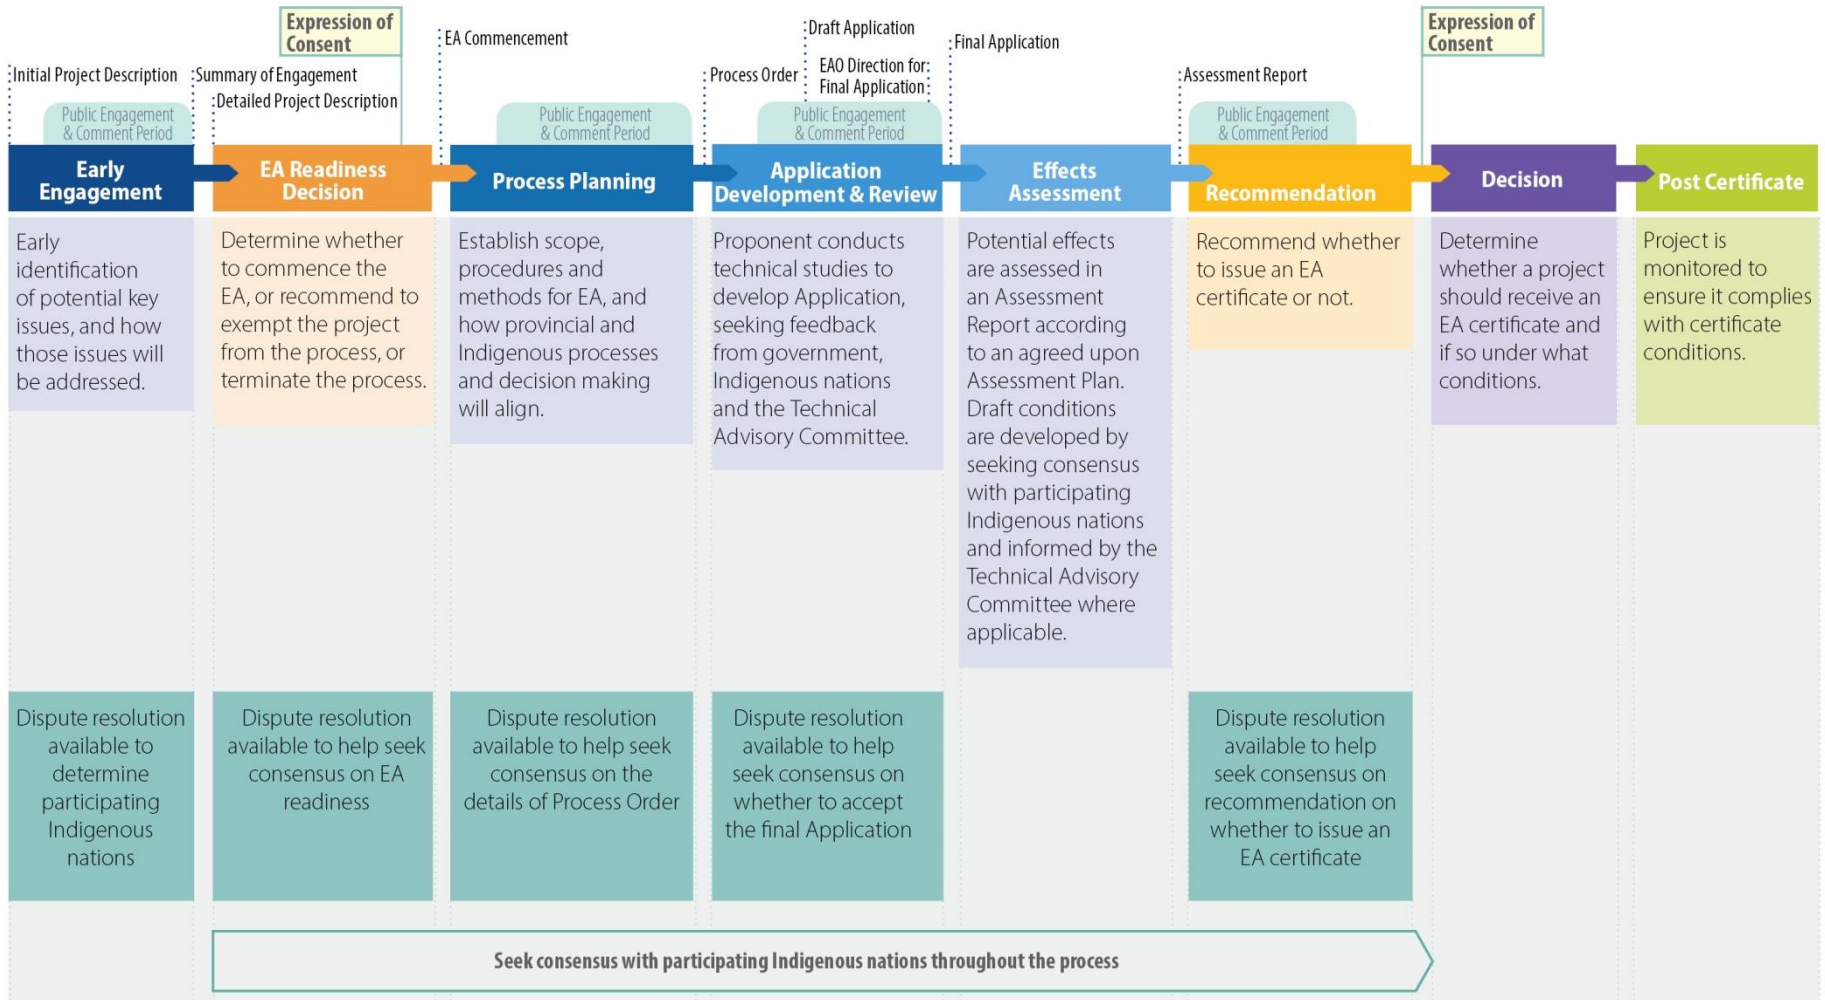 Expression of
Consent
Expression of
Consent
Initial Project Description
Summary of Engagement
Detailed Project Description
EA Commencement
Process Order
Draft Application
EAO Direction for
Final Application
Final Application
Assessment Report
Public Engagement
& Comment Period
Public Engagement
& Comment Period
Public Engagement
& Comment Period
Public Engagement
& Comment Period
Early
Engagement
EA Readiness
Decision
Process Planning
Application
Development & Review
Effects
Assessment
Recommendation
Decision
Post Certificate
Early
identification
of potential key
issues, and how
those issues will
be addressed.
Determine whether
to commence the
EA, or recommend to
exempt the project
from the process, or
terminate the process.
Establish scope,
procedures and
methods for EA, and
how provincial and
Indigenous processes
and decision making
will align.
Proponent conducts
technical studies to
develop Application,
seeking feedback
from government,
Indigenous nations
and the Technical
Advisory Committee.
Potential effects
are assessed in
an Assessment
Report according
to an agreed upon
Assessment Plan.
Draft conditions
are developed by
seeking consensus
with participating
Indigenous nations
and informed by the
Technical Advisory
Committee where
applicable.
Recommend whether
to issue an EA
certificate or not.
Determine
whether a project
should receive an
EA certificate and
if so under what
conditions.
Project is
monitored to
ensure it complies
with certificate
conditions.
Dispute resolution
available to
determine
participating
Indigenous
nations
Dispute resolution
available to help seek
consensus on EA
readiness
Dispute resolution
available to help seek
consensus on the
details of Process Order
Dispute resolution
available to help
seek consensus on
whether to accept
the final Application
Dispute resolution
available to help
seek consensus on
recommendation on
whether to issue an
EA certificate
Seek consensus with participating Indigenous nations throughout the process